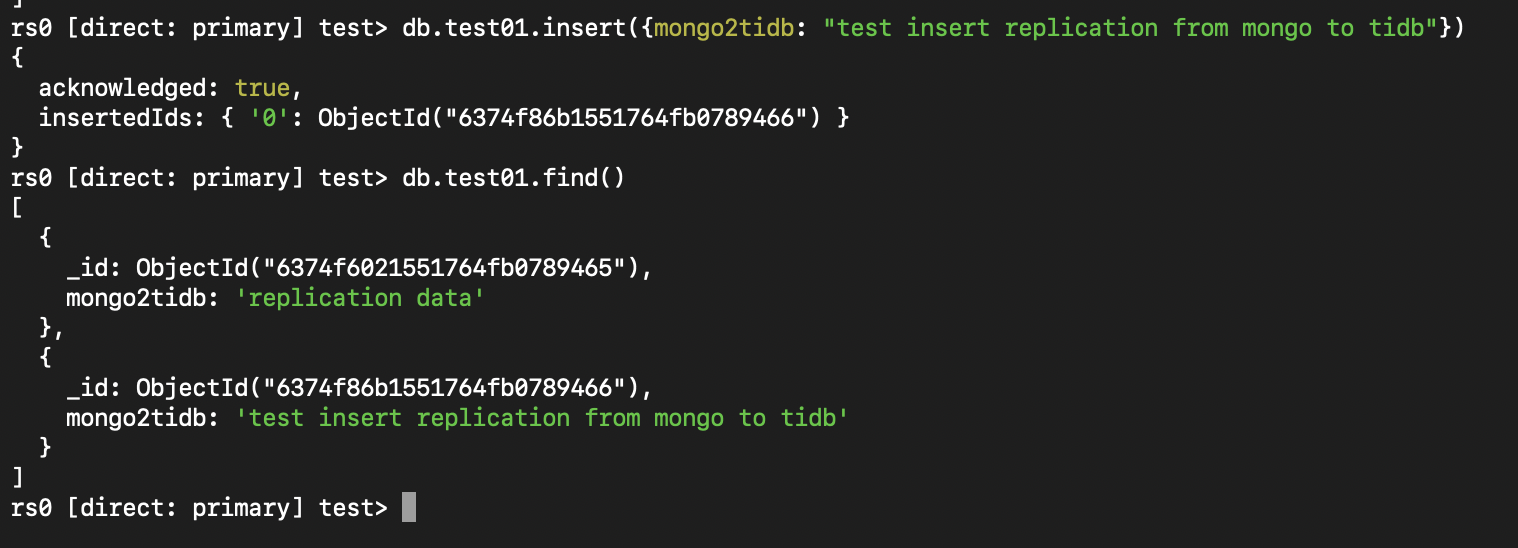 ]
rs0 [direct: primary] test> db.test01.insert({mongo2tidb: "test insert replication from mongo to tidb"})
{
  acknowledged: true,
  insertedIds: { '0': ObjectId("6374f86b1551764fb0789466") }
}
rs0 [direct: primary] test> db.test01.find()
[
  {
    _id: ObjectId("6374f6021551764fb0789465"),
    mongo2tidb: 'replication data'
  },
  {
    _id: ObjectId("6374f86b1551764fb0789466"),
    mongo2tidb: 'test insert replication from mongo to tidb'
  }
]
rs0 [direct: primary] test>